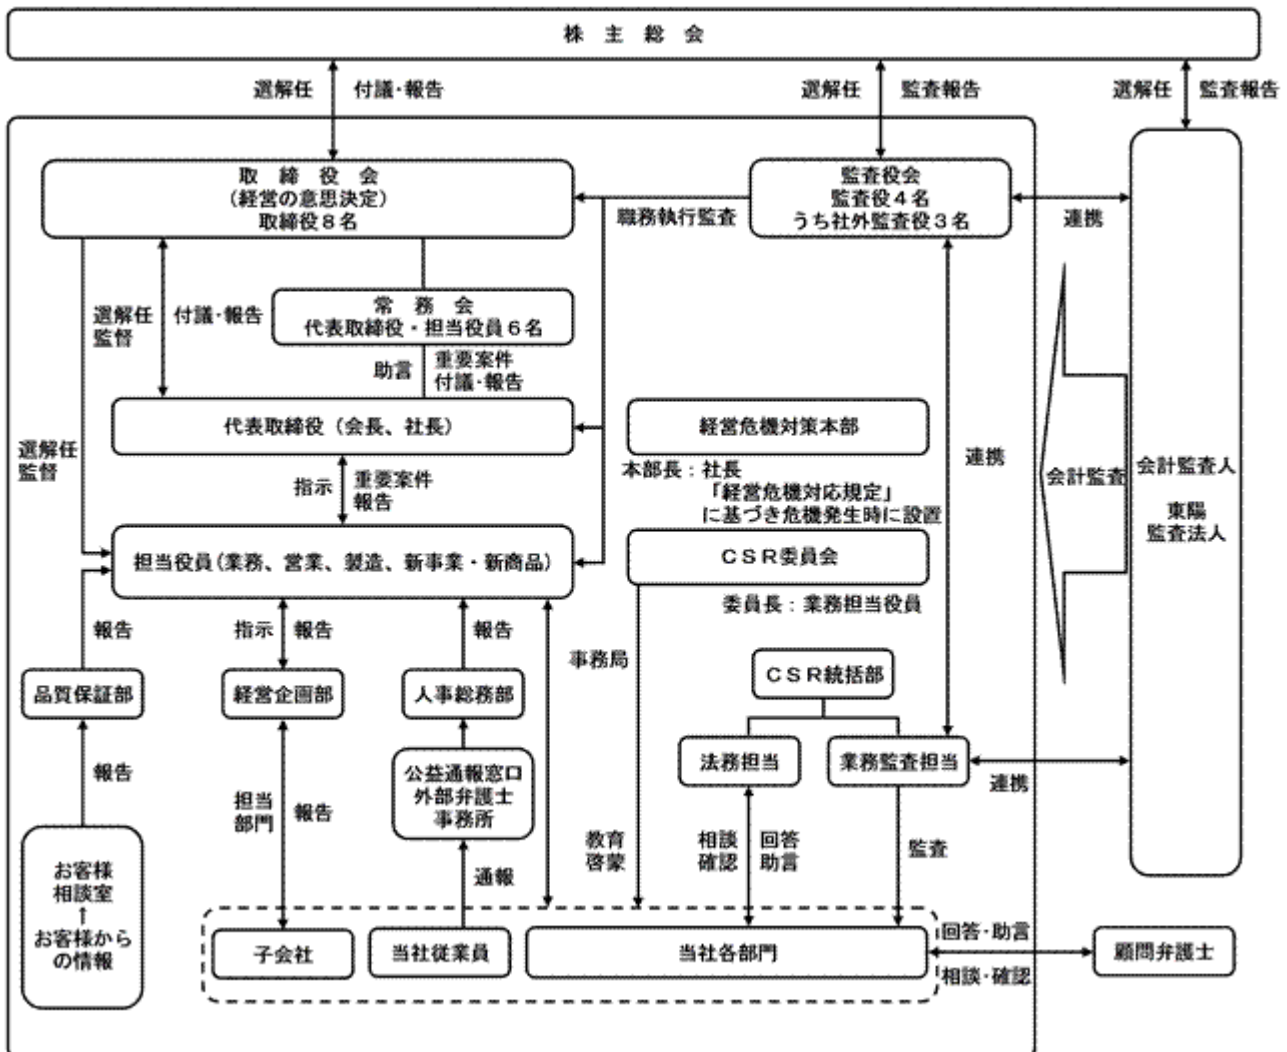 株 主 総 会
選解任
付議・報告
選解任
監査報告
選解任
監査報告
取 締 役 会
(経営の意思決定)
取締役8名
監査役会
監査役4名
うち社外監査役3名
職務執行監査
連携
選解任
監督
付議・報告
常 務 会
代表取締役・担当役員6名
助言
重要案件
付議・報告
代表取締役(会長、社長)
経営危機対策本部
本部長:社長
「経営危機対応規定」
に基づき危機発生時に設置
選解任
監督
指示
重要案件
報告
連携
会計監査
会計監査人
東陽
監査法人
担当役員(業務、営業、製造、新事業・新商品)
CSR委員会
委員長:業務担当役員
報告
指示
報告
報告
事務局
CSR統括部
品質保証部
経営企画部
人事総務部
法務担当
業務監査担当
連携
報告
公益通報窓口
外部弁護士
事務所
担当
部門
報告
教育
啓蒙
相談
確認
回答
助言
監査
通報
お客様
相談室
↑
お客様から
の情報
子会社
当社従業員
当社各部門
回答・助言
相談・確認
顧問弁護士